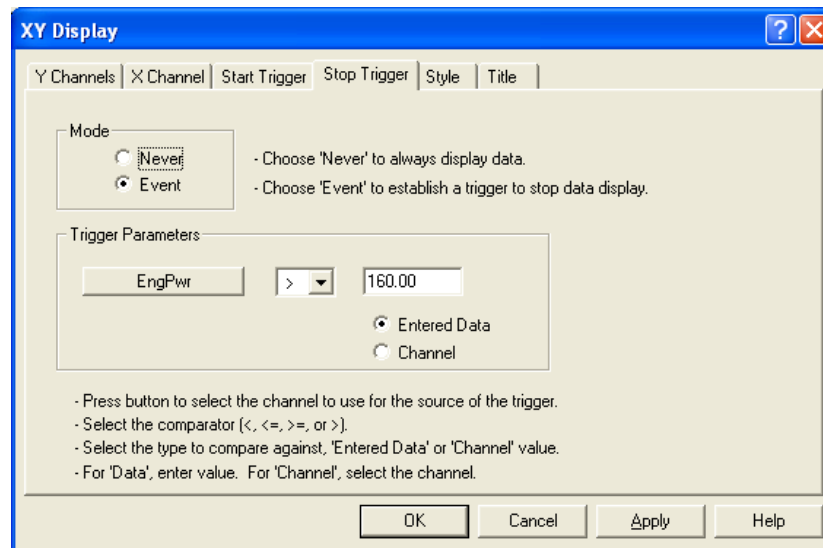 XY Display
Y Channels X Channel Start Trigger Stop Trigger Style Title
Mode
Never
- Choose 'Never' to always display data.
Event
- Choose 'Event' to establish a trigger to stop data display.
Trigger Parameters
EngPwr > 160.00
Entered Data
Channel
- Press button to select the channel to use for the source of the trigger.
- Select the comparator (<, <=, >=, or >).
- Select the type to compare against, 'Entered Data' or 'Channel' value.
- For 'Data', enter value.  For 'Channel', select the channel.
OK Cancel Apply Help